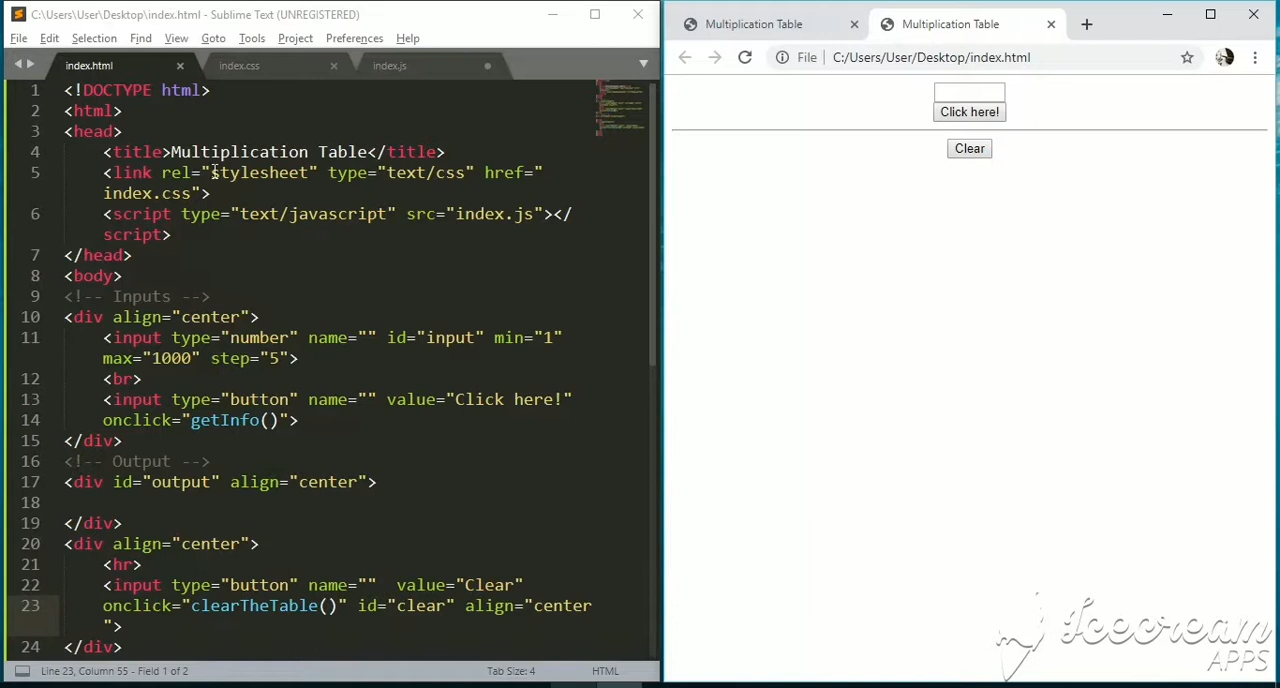 C:\Users\User\Desktop\index.html - Sublime Text (UNREGISTERED)
File Edit Selection Find View Goto Tools Project Preferences Help
index.html index.css index.js
1 <!DOCTYPE html>
2 <html>
3 <head>
4 <title>Multiplication Table</title>
5 <link rel="stylesheet" type="text/css" href="
index.css">
6 <script type="text/javascript" src="index.js"></
script>
7 </head>
8 <body>
9 <!-- Inputs -->
10 <div align="center">
11 <input type="number" name="" id="input" min="1"
max="1000" step="5">
12 <br>
13 <input type="button" name="" value="Click here!"
14 onclick="getInfo()">
15 </div>
16 <!-- Output -->
17 <div id="output" align="center">
18
19 </div>
20 <div align="center">
21 <hr>
22 <input type="button" name="" value="Clear"
23 onclick="clearTheTable()" id="clear" align="center
">
24 </div>
Line 23, Column 55 - Field 1 of 2 Tab Size: 4 HTML
Multiplication Table Multiplication Table
File C:/Users/User/Desktop/index.html
Click here!
Clear
Icecream
APPS